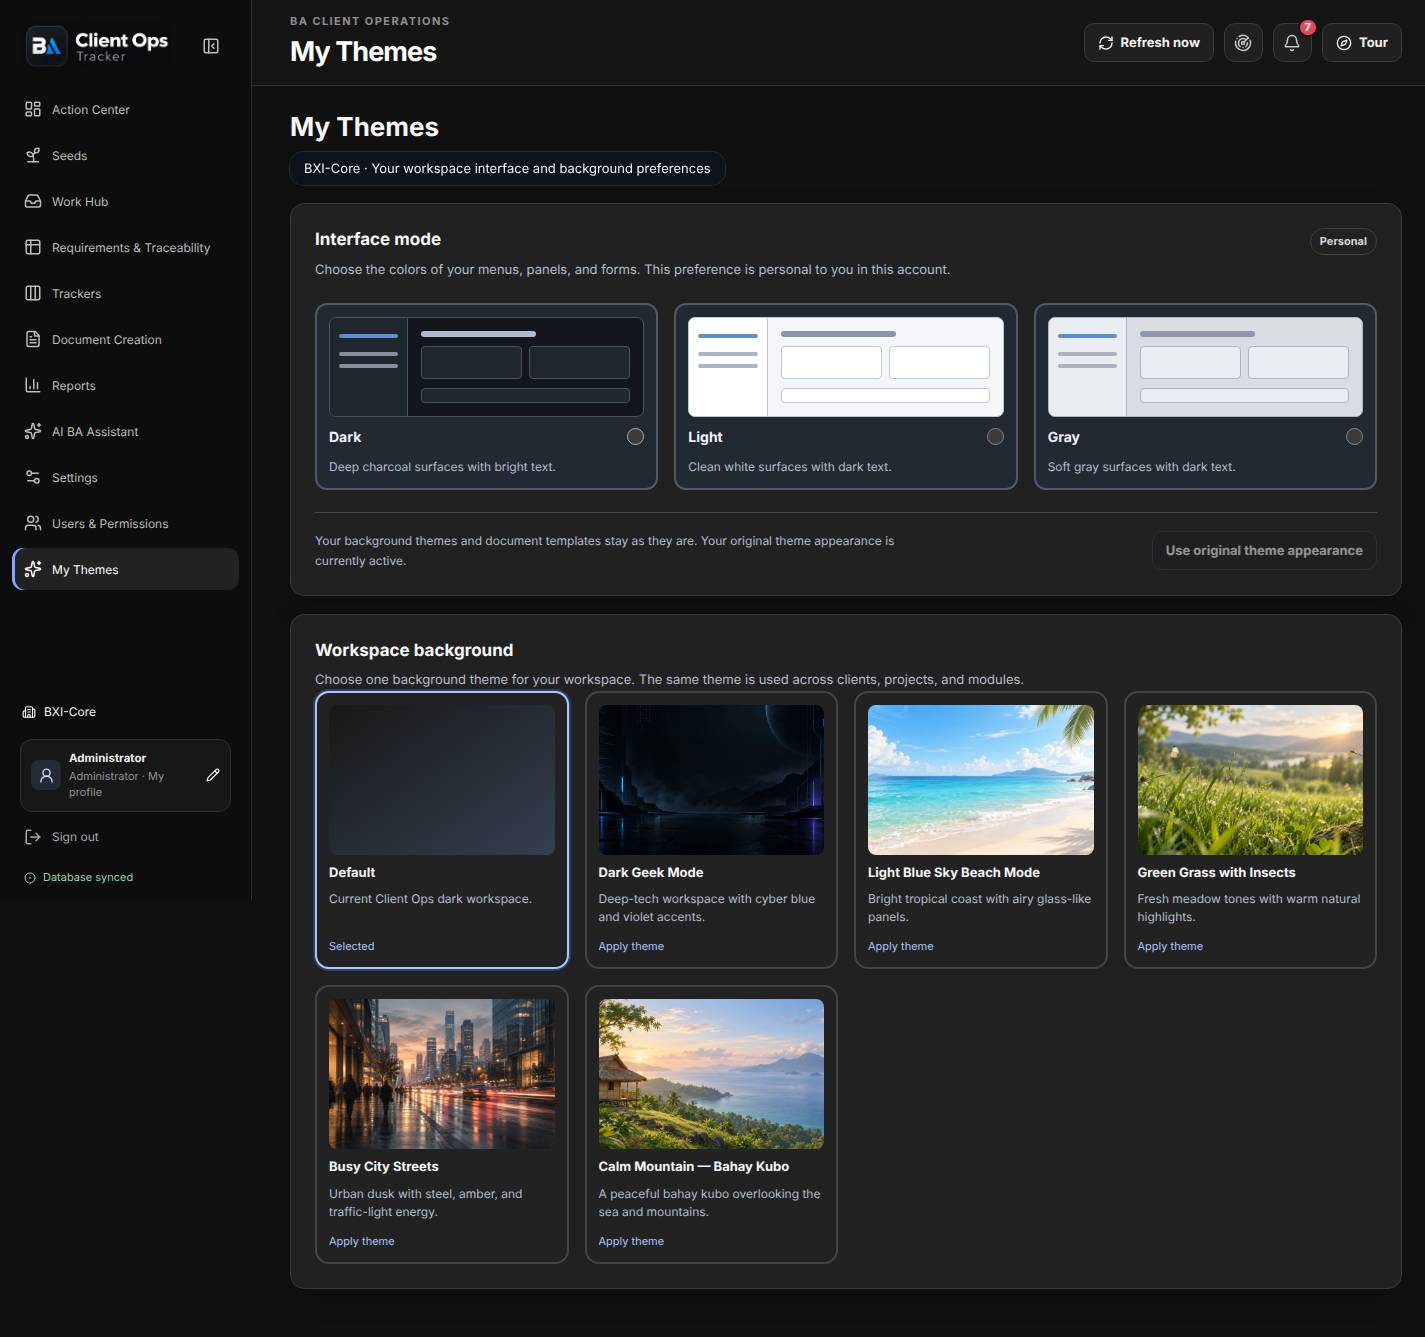 BA
Client Ops
Tracker
Action Center
Seeds
Work Hub
Requirements & Traceability
Trackers
Document Creation
Reports
AI BA Assistant
Settings
Users & Permissions
My Themes
BXI-Core
Administrator
Administrator · My
profile
Sign out
Database synced
BA CLIENT OPERATIONS
My Themes
Refresh now
7
Tour
My Themes
BXI-Core · Your workspace interface and background preferences
Interface mode
Personal
Choose the colors of your menus, panels, and forms. This preference is personal to you in this account.
Dark
Deep charcoal surfaces with bright text.
Light
Clean white surfaces with dark text.
Gray
Soft gray surfaces with dark text.
Your background themes and document templates stay as they are. Your original theme appearance is
currently active.
Use original theme appearance
Workspace background
Choose one background theme for your workspace. The same theme is used across clients, projects, and modules.
Default
Current Client Ops dark workspace.
Selected
Dark Geek Mode
Deep-tech workspace with cyber blue
and violet accents.
Apply theme
Light Blue Sky Beach Mode
Bright tropical coast with airy glass-like
panels.
Apply theme
Green Grass with Insects
Fresh meadow tones with warm natural
highlights.
Apply theme
Busy City Streets
Urban dusk with steel, amber, and
traffic-light energy.
Apply theme
Calm Mountain — Bahay Kubo
A peaceful bahay kubo overlooking the
sea and mountains.
Apply theme